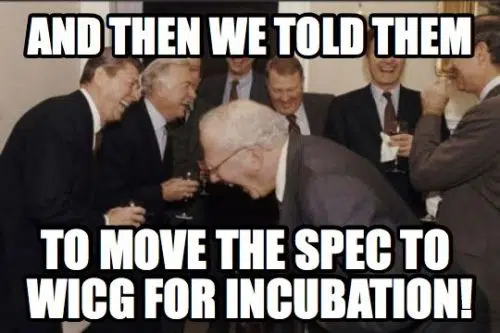 AND THEN WE TOLD THEM
TO MOVE THE SPEC TO
WICG FOR INCUBATION!